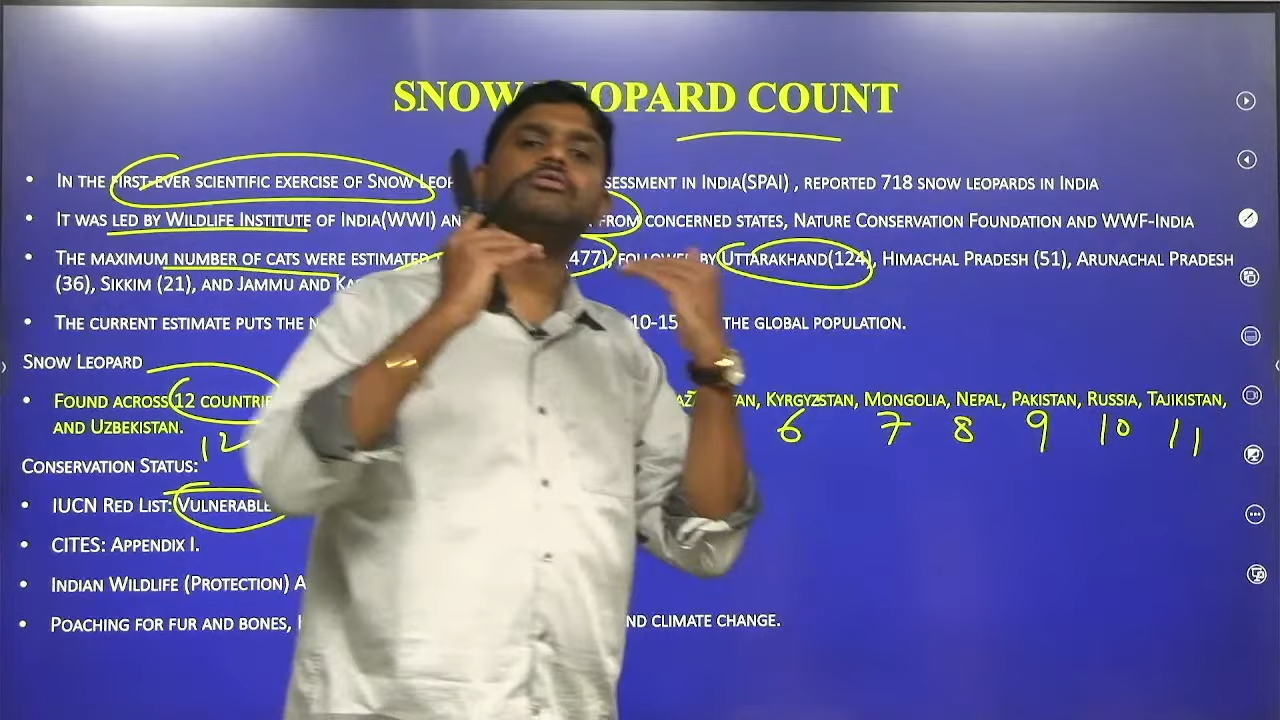 SNOW LEOPARD COUNT
• IN THE FIRST-EVER SCIENTIFIC EXERCISE OF SNOW LEOP SESSMENT IN INDIA(SPAI) , REPORTED 718 SNOW LEOPARDS IN INDIA
• IT WAS LED BY WILDLIFE INSTITUTE OF INDIA(WWI) AN FROM CONCERNED STATES, NATURE CONSERVATION FOUNDATION AND WWF-INDIA
• THE MAXIMUM NUMBER OF CATS WERE ESTIMATED (477), FOLLOWED BY UTTARAKHAND(124), HIMACHAL PRADESH (51), ARUNACHAL PRADESH
(36), SIKKIM (21), AND JAMMU AND KA
• THE CURRENT ESTIMATE PUTS THE N 10-15 THE GLOBAL POPULATION.
SNOW LEOPARD
• FOUND ACROSS 12 COUNTRIE TAN, KYRGYZSTAN, MONGOLIA, NEPAL, PAKISTAN, RUSSIA, TAJIKISTAN,
AND UZBEKISTAN.
12 6 7 8 9 10 11
CONSERVATION STATUS:
• IUCN RED LIST: VULNERABLE
• CITES: APPENDIX I.
• INDIAN WILDLIFE (PROTECTION) A
• POACHING FOR FUR AND BONES, ND CLIMATE CHANGE.